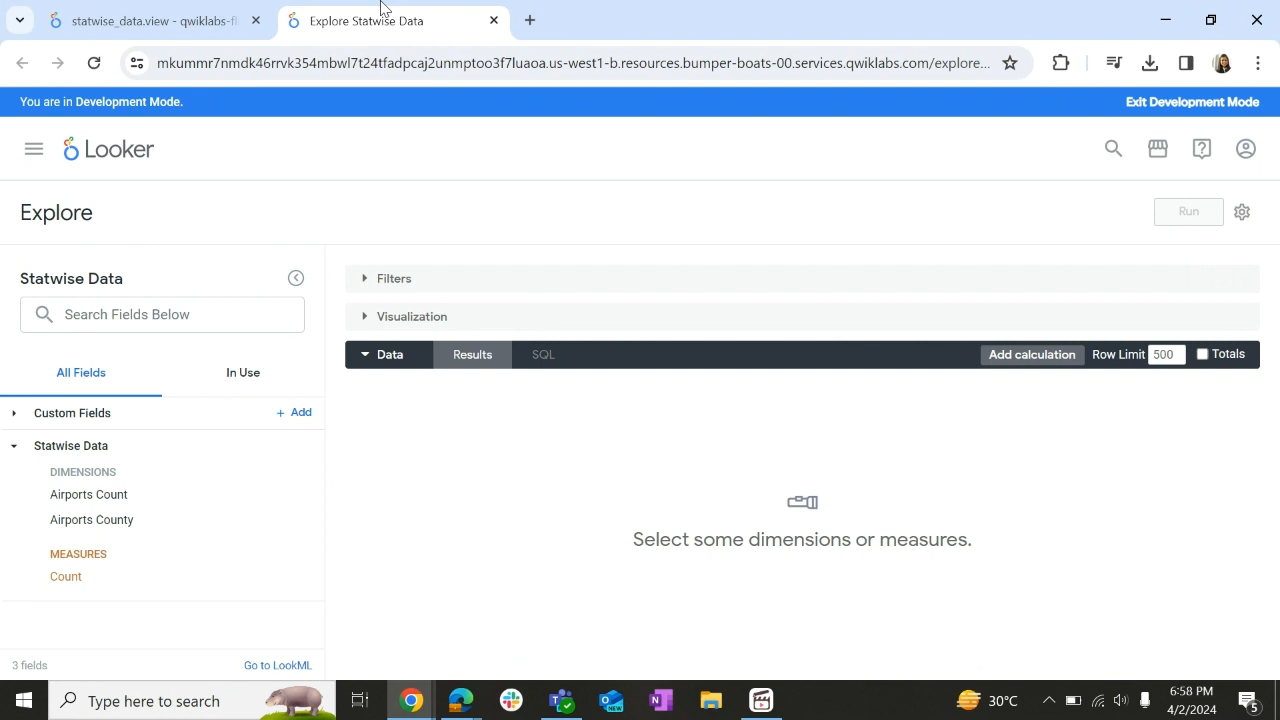 statwise_data.view - qwiklabs-fl
Explore Statwise Data
mkummr7nmdk46rrvk354mbwl7t24tfadpcaj2unmptoo3f7luaoa.us-west1-b.resources.bumper-boats-00.services.qwiklabs.com/explore...
You are in Development Mode.
Exit Development Mode
Looker
Explore
Run
Statwise Data
Search Fields Below
All Fields
In Use
Custom Fields
+ Add
Statwise Data
DIMENSIONS
Airports Count
Airports County
MEASURES
Count
3 fields
Go to LookML
Filters
Visualization
Data
Results
SQL
Add calculation
Row Limit 500
Totals
Select some dimensions or measures.
Type here to search
NEW
30°C
6:58 PM
4/2/2024
5